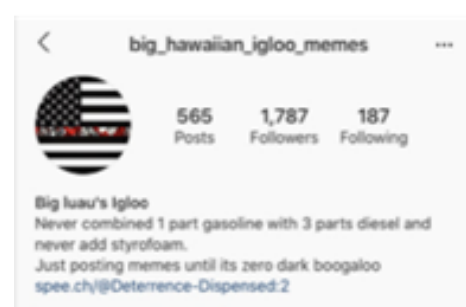 big_hawaiian_igloo_memes
565 1,787 187
Posts Followers Following
Big luau's Igloo
Never combined 1 part gasoline with 3 parts diesel and
never add styrofoam.
Just posting memes until its zero dark boogaloo
spee.ch/@Deterrence-Dispensed:2